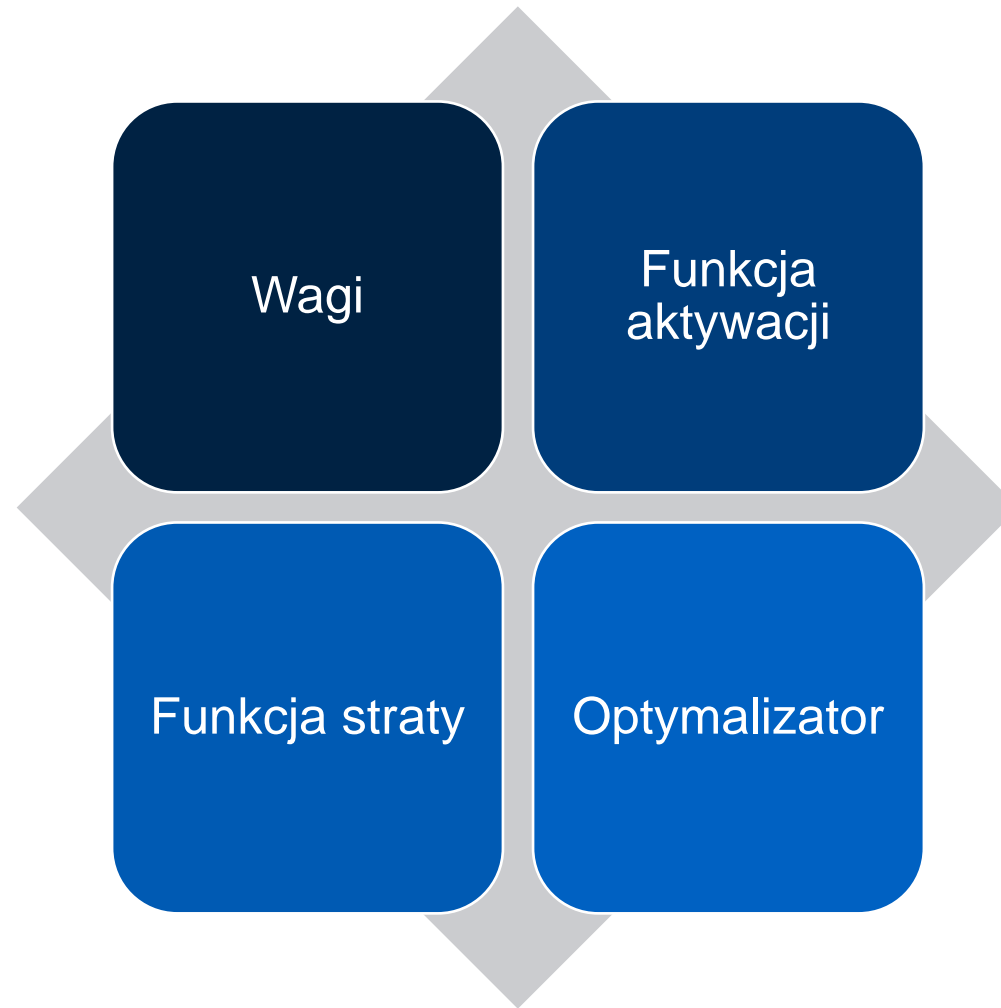 Wagi
Funkcja
aktywacji
Funkcja straty
Optymalizator